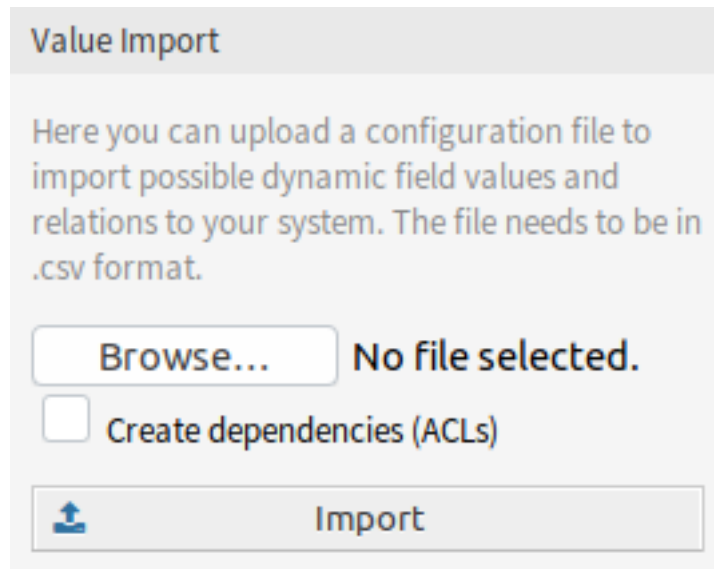 Value Import
Here you can upload a configuration file to
import possible dynamic field values and
relations to your system. The file needs to be in
.csv format.
Browse... No file selected.
Create dependencies (ACLs)
Import